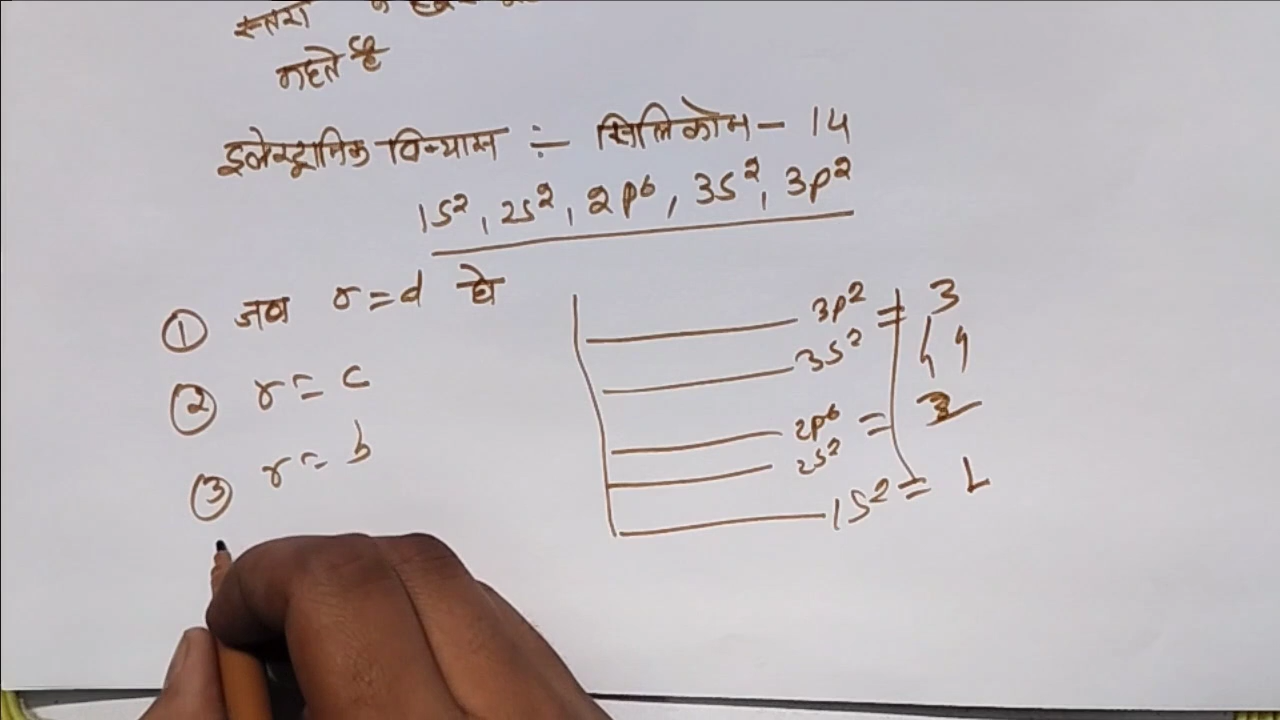 स्तरों
कहते है
इलेक्ट्रानिक विन्यास ÷ सिलिकोन - 14
1s², 2s², 2p⁶, 3s², 3p²
① जब r=d
② r= c
③ r= b
3p² = 3
3s²
2p⁶ = 2
2s²
1s² = 1